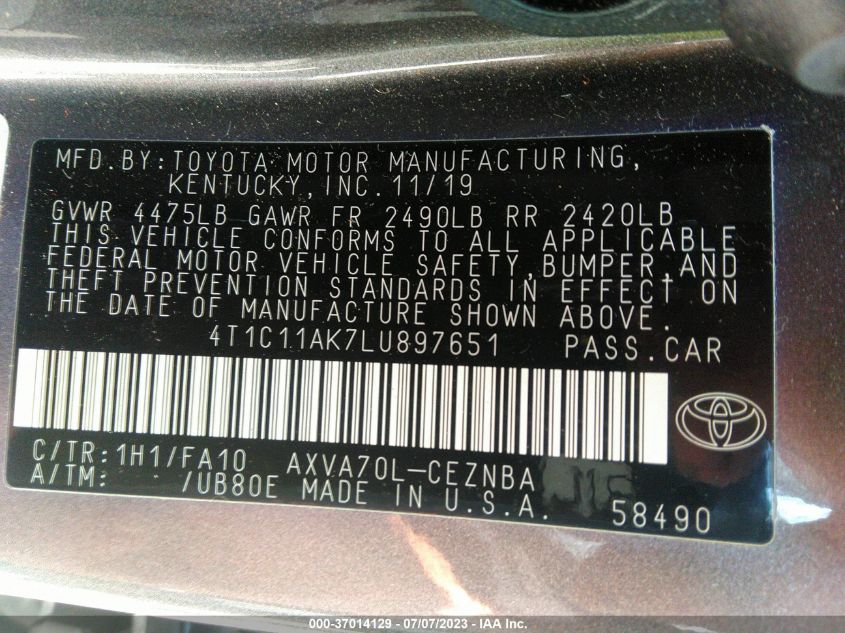 MFD.BY:TOYOTA MOTOR MANUFACTURING,
KENTUCKY,INC.11/19
GVWR 4475LB GAWR FR 2490LB RR 2420LB
THIS VEHICLE CONFORMS TO ALL APPLICABLE
FEDERAL MOTOR VEHICLE SAFETY,BUMPER,AND
THEFT PREVENTION STANDARDS IN EFFECT ON
THE DATE OF MANUFACTURE SHOWN ABOVE.
4T1C11AK7LU897651 PASS.CAR
C/TR:1H1/FA10 AXVA70L-CEZNBA
A/TM: /UB80E MADE IN U.S.A. 58490
000-37014129 - 07/07/2023 - IAA Inc.